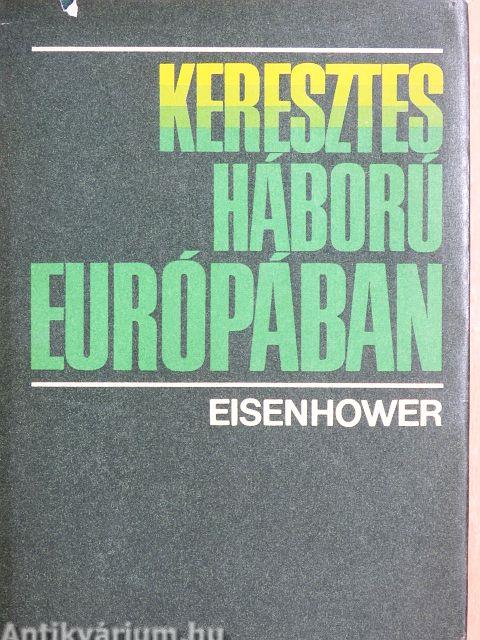 KERESZTES
HÁBORÚ
EURÓPÁBAN
EISENHOWER
Antikvárium.hu